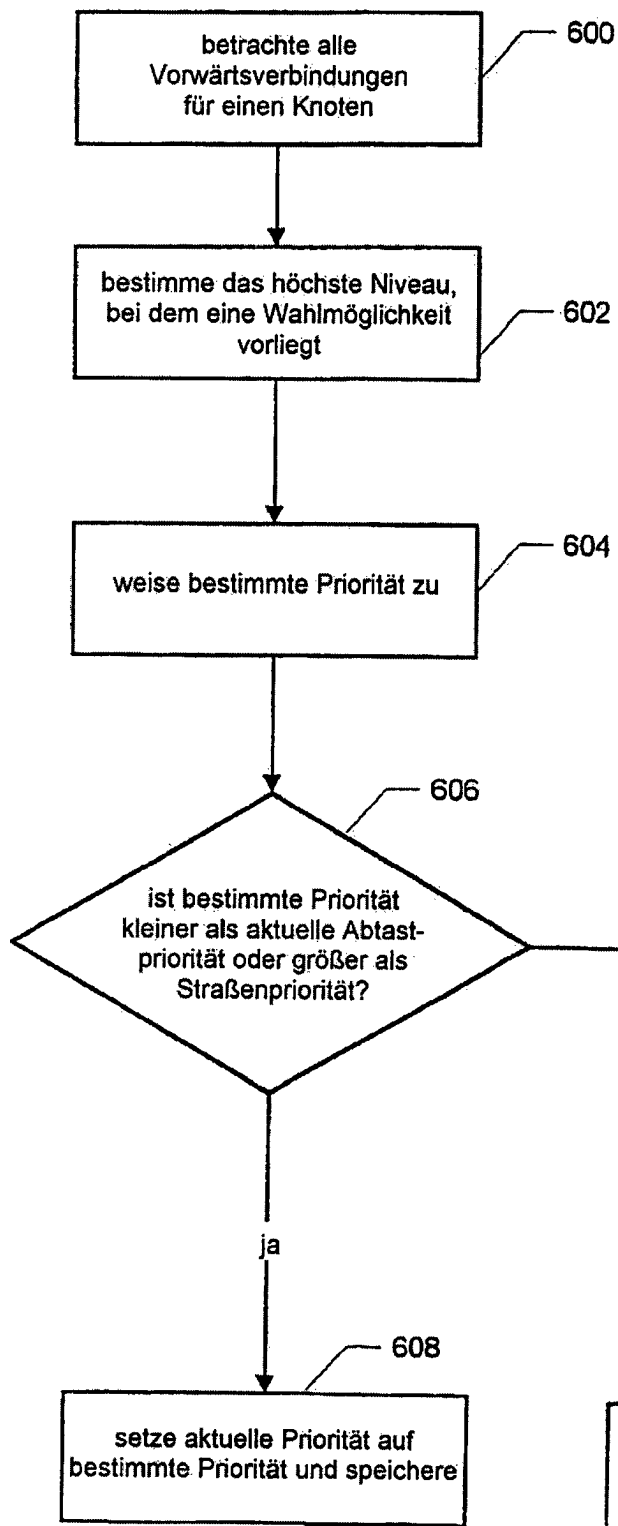 betrachte alle
Vorwärtsverbindungen
für einen Knoten
600
bestimme das höchste Niveau,
bei dem eine Wahlmöglichkeit
vorliegt
602
weise bestimmte Priorität zu
604
606
ist bestimmte Priorität
kleiner als aktuelle Abtast-
priorität oder größer als
Straßenpriorität?
ja
608
setze aktuelle Priorität auf
bestimmte Priorität und speichere